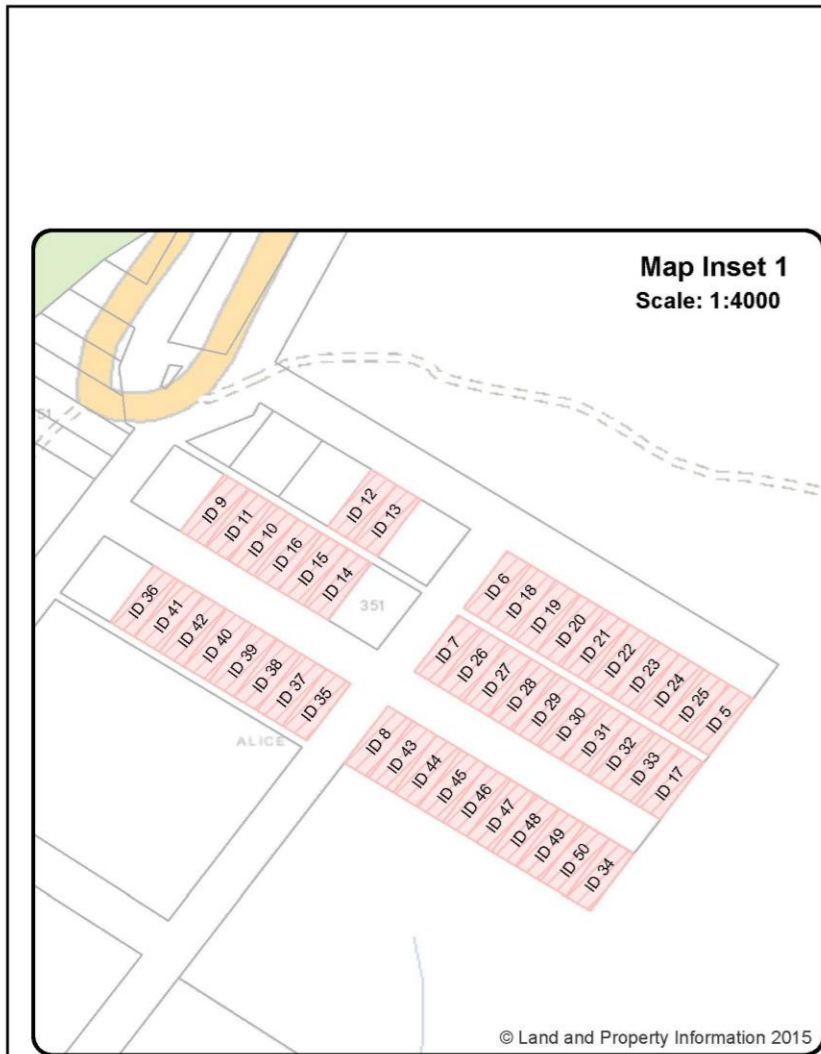 Map Inset 1
Scale: 1:4000
51
ID 12
ID 13
ID 9
ID 11
ID 10
ID 16
ID 15
ID 14
351
ID 6
ID 18
ID 19
ID 20
ID 21
ID 22
ID 23
ID 24
ID 25
ID 5
ID 36
ID 41
ID 42
ID 40
ID 39
ID 38
ID 37
ID 35
ID 7
ID 26
ID 27
ID 28
ID 29
ID 30
ID 31
ID 32
ID 33
ID 17
ALICE
ID 8
ID 43
ID 44
ID 45
ID 46
ID 47
ID 48
ID 49
ID 50
ID 34
© Land and Property Information 2015